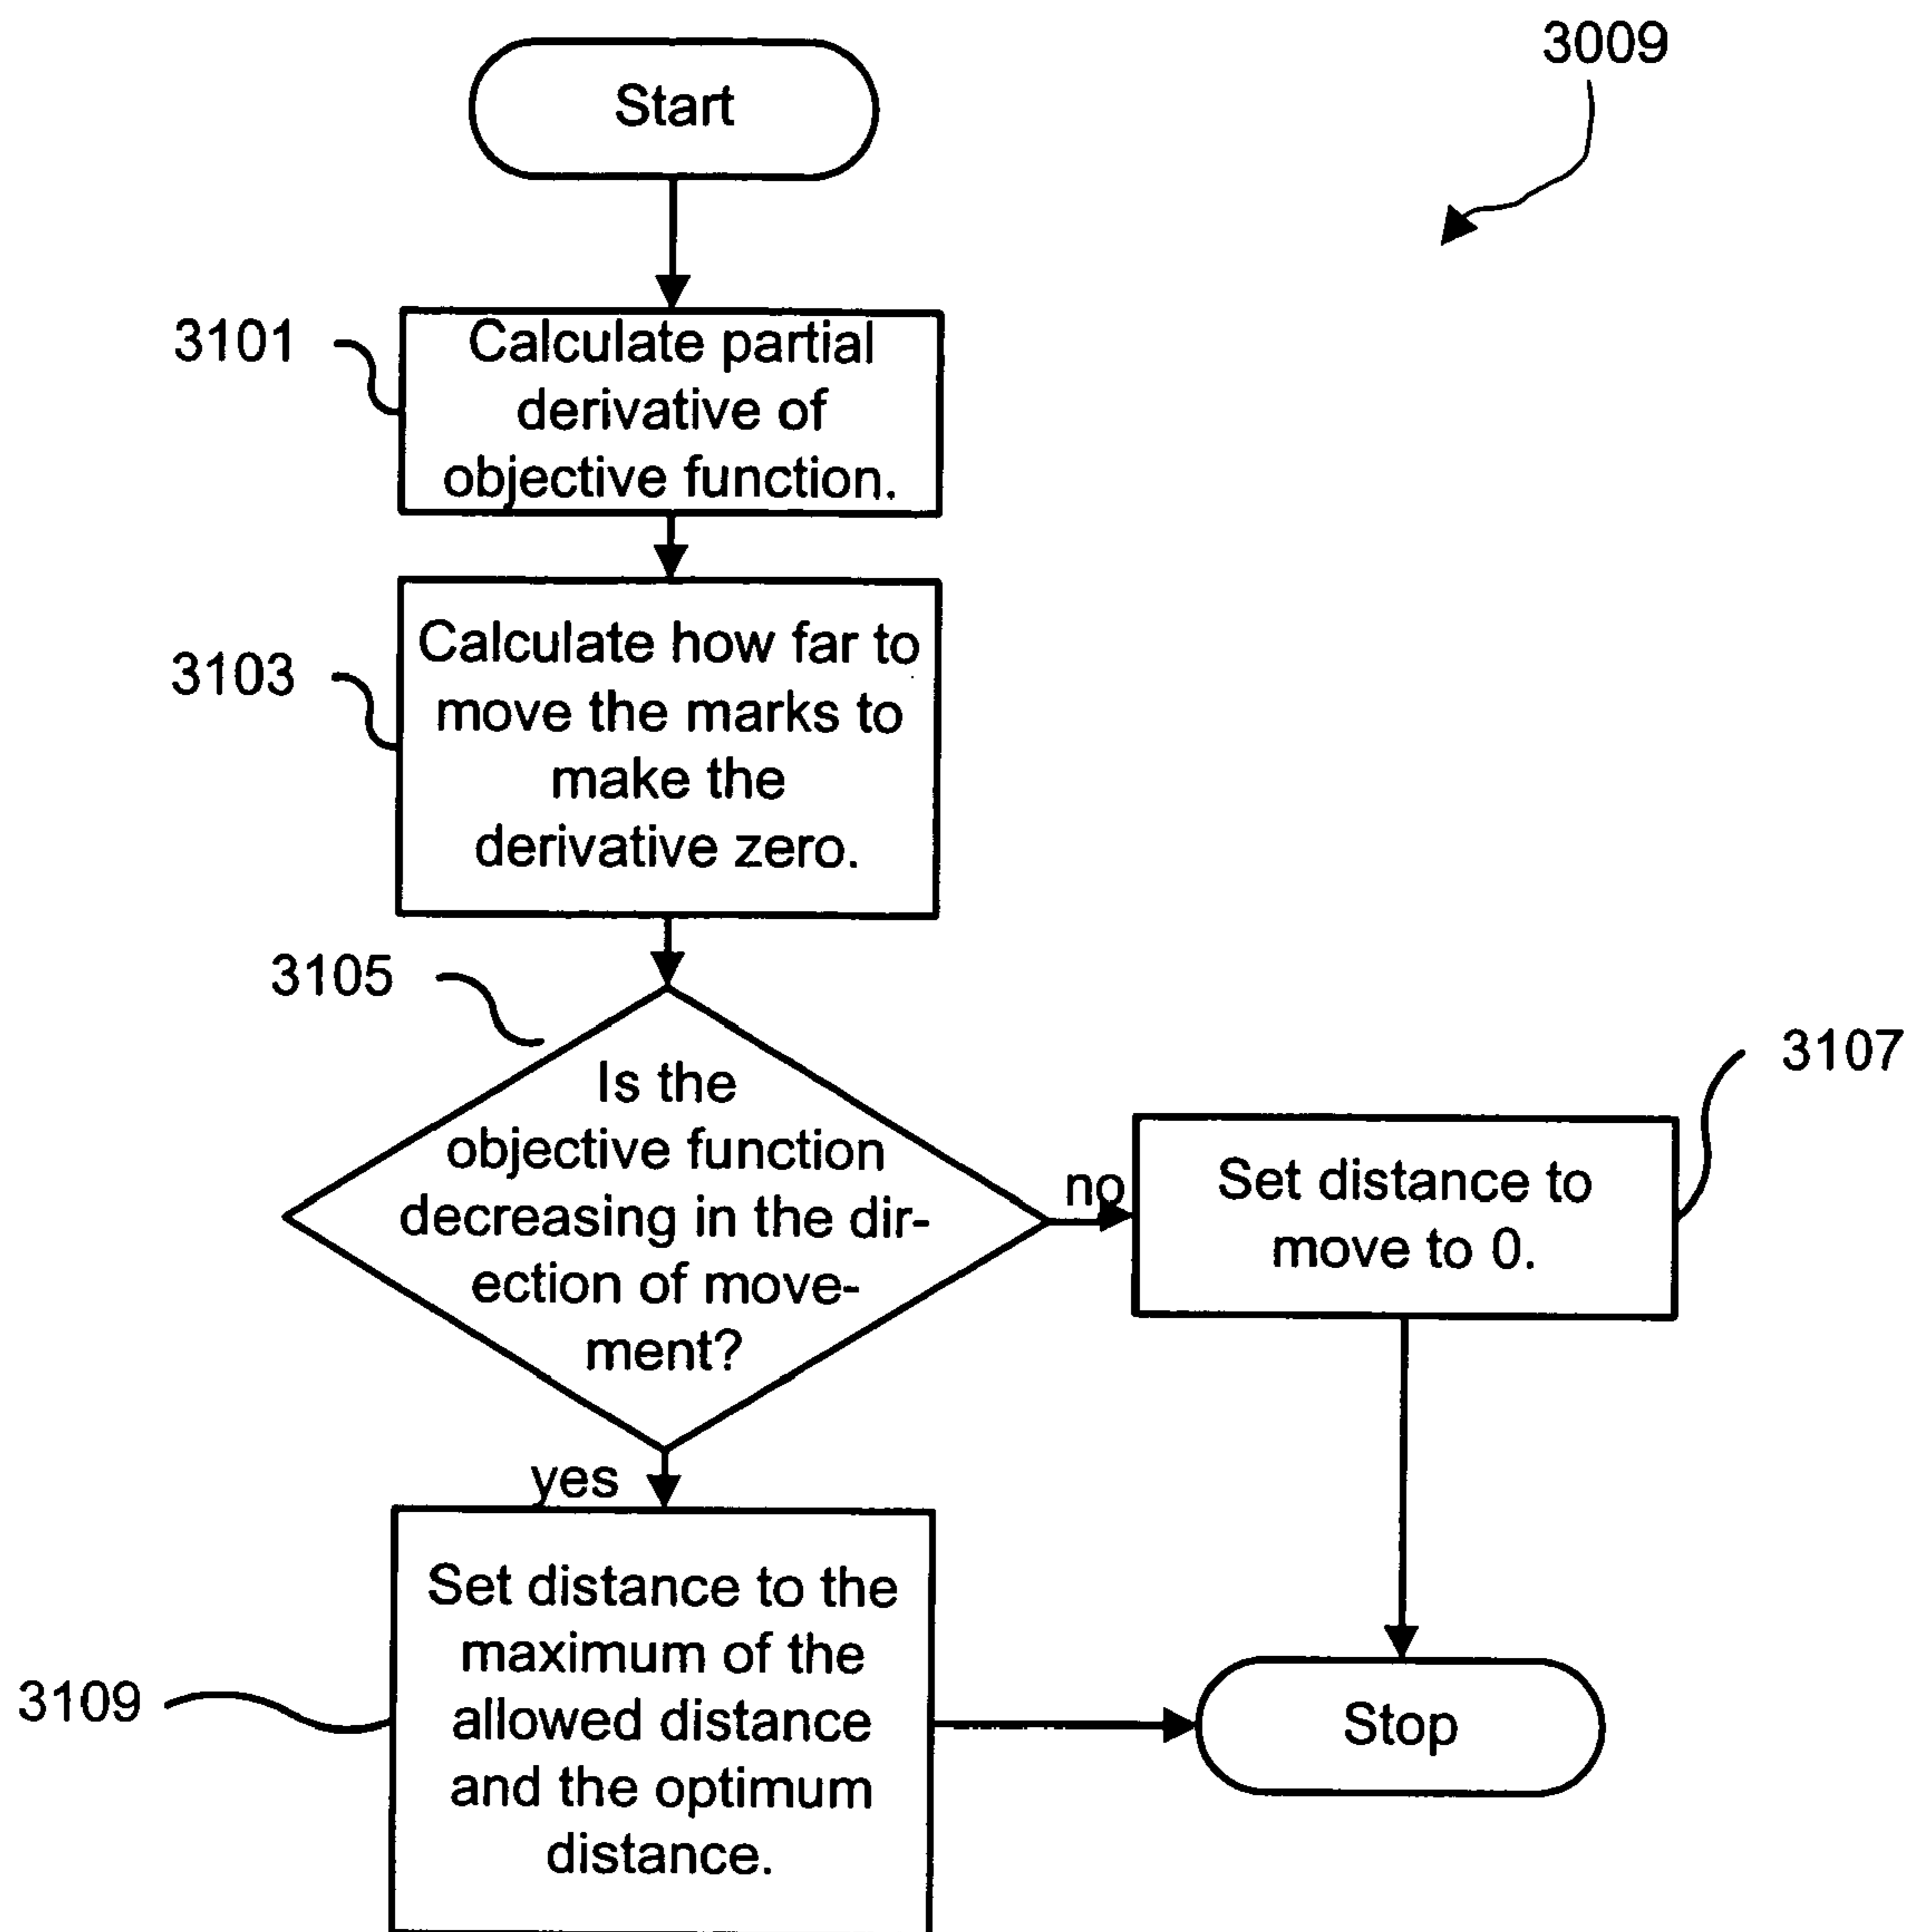 3009
Start
3101
Calculate partial
derivative of
objective function.
3103
Calculate how far to
move the marks to
make the
derivative zero.
3105
Is the
objective function
decreasing in the dir-
ection of move-
ment?
no
3107
Set distance to
move to 0.
yes
3109
Set distance to the
maximum of the
allowed distance
and the optimum
distance.
Stop